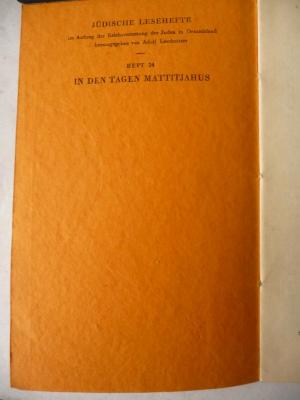 JÜDISCHE LESEHEFTE
im Auftrag der Reichsvertretung der Juden in Deutschland
herausgegeben von Adolf Leschnitzer
HEFT 24
IN DEN TAGEN MATTITJAHUS